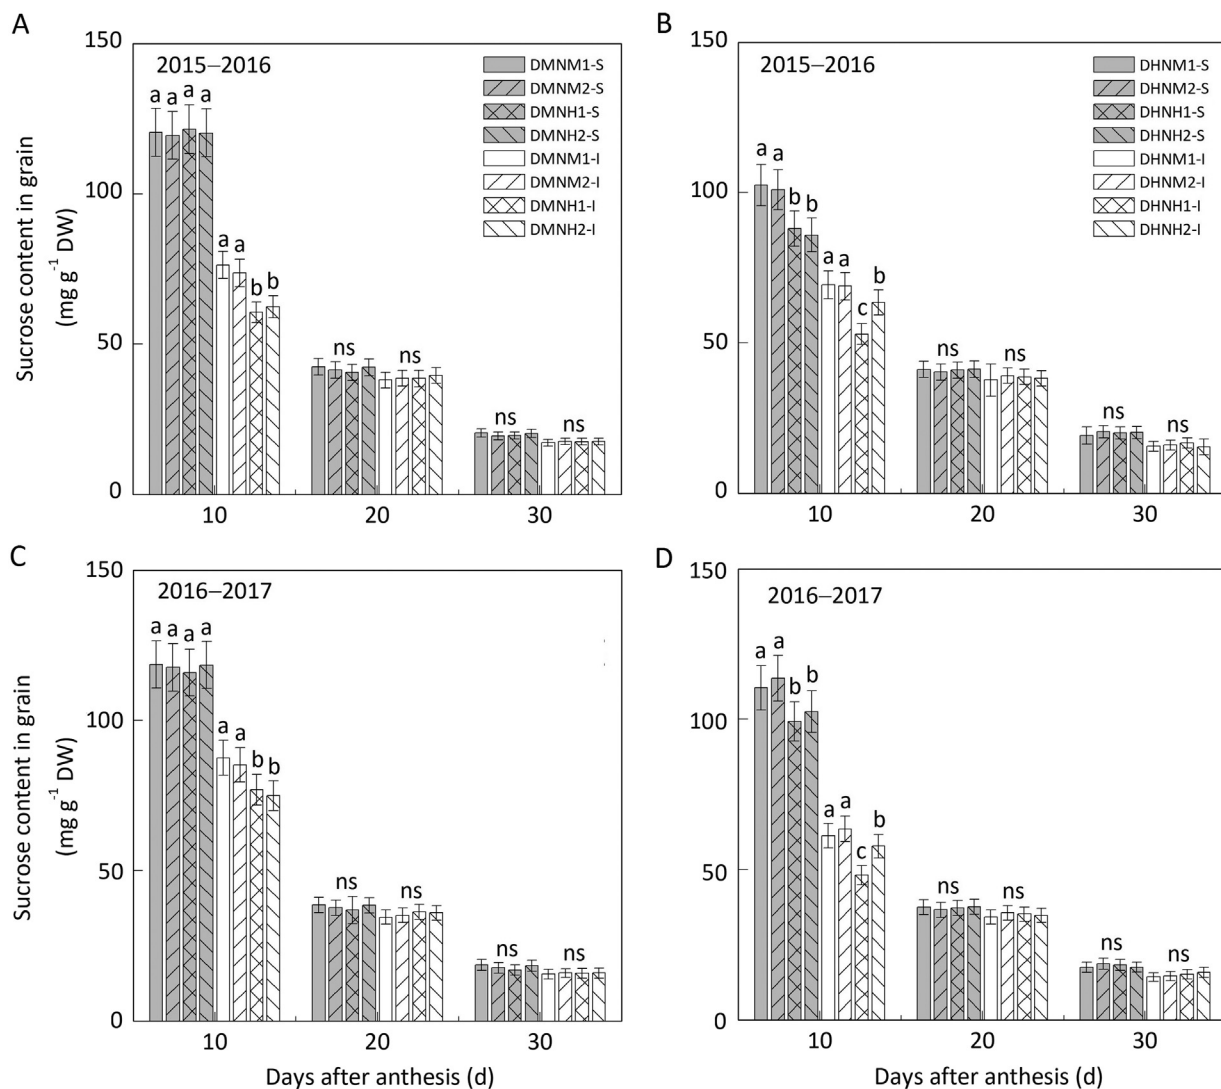 A
150
2015–2016
DMNM1-S
DMNM2-S
DMNH1-S
DMNH2-S
DMNM1-I
DMNM2-I
DMNH1-I
DMNH2-I
a a a a
100
a a
b b
50
ns ns
ns ns
0
10 20 30
Sucrose content in grain
(mg g⁻¹ DW)
B
150
2015–2016
DHNM1-S
DHNM2-S
DHNH1-S
DHNH2-S
DHNM1-I
DHNM2-I
DHNH1-I
DHNH2-I
a a
b b
100
a a b
c
50
ns ns
ns ns
0
10 20 30
C
150
2016–2017
a a a a
100
a a
b b
50
ns ns
ns ns
0
10 20 30
Sucrose content in grain
(mg g⁻¹ DW)
Days after anthesis (d)
D
150
2016–2017
a a
b b
100
a a b
c
50
ns ns
ns ns
0
10 20 30
Days after anthesis (d)